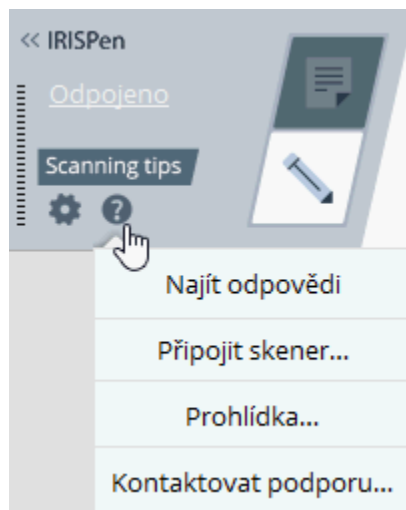 << IRISPen
Odpojeno
Scanning tips
?
Najít odpovědi
Připojit skener...
Prohlídka...
Kontaktovat podporu...